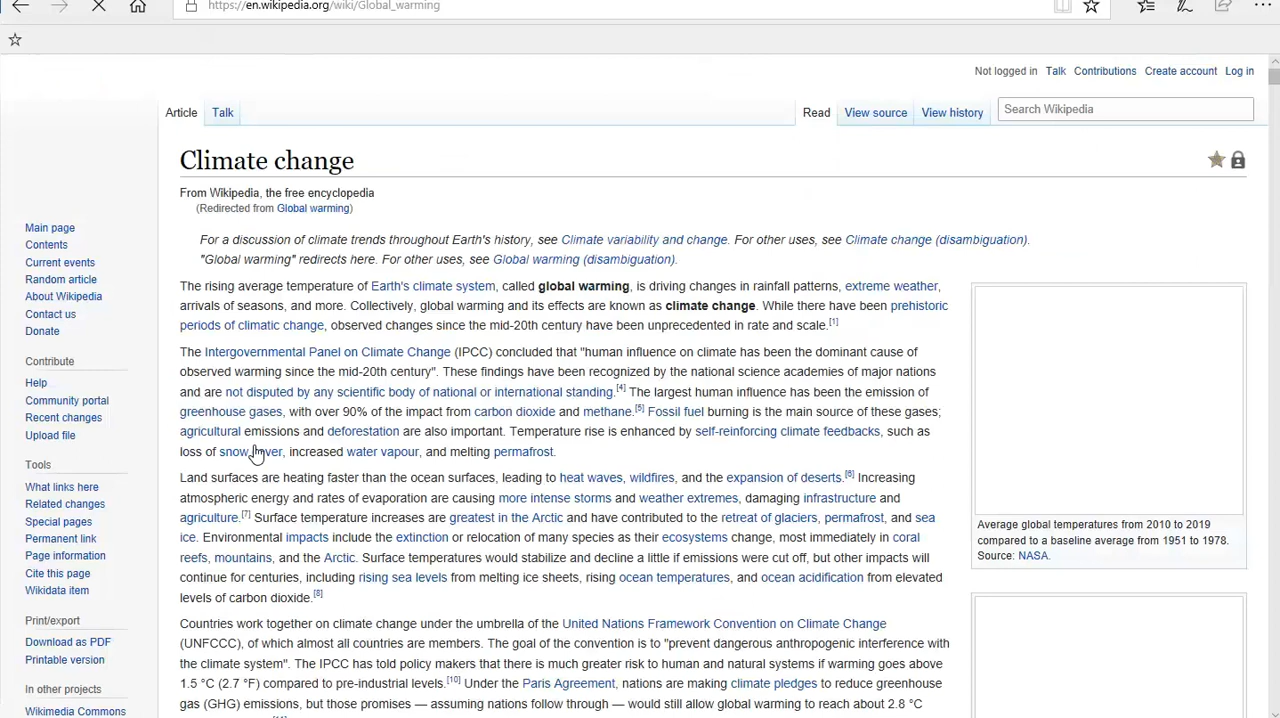 https://en.wikipedia.org/wiki/Global_warming
Not logged in Talk Contributions Create account Log in
Article Talk Read View source View history Search Wikipedia
Climate change
From Wikipedia, the free encyclopedia
(Redirected from Global warming)
For a discussion of climate trends throughout Earth's history, see Climate variability and change. For other uses, see Climate change (disambiguation).
"Global warming" redirects here. For other uses, see Global warming (disambiguation).
The rising average temperature of Earth's climate system, called global warming, is driving changes in rainfall patterns, extreme weather,
arrivals of seasons, and more. Collectively, global warming and its effects are known as climate change. While there have been prehistoric
periods of climatic change, observed changes since the mid-20th century have been unprecedented in rate and scale.[1]
The Intergovernmental Panel on Climate Change (IPCC) concluded that "human influence on climate has been the dominant cause of
observed warming since the mid-20th century". These findings have been recognized by the national science academies of major nations
and are not disputed by any scientific body of national or international standing.[4] The largest human influence has been the emission of
greenhouse gases, with over 90% of the impact from carbon dioxide and methane.[5] Fossil fuel burning is the main source of these gases;
agricultural emissions and deforestation are also important. Temperature rise is enhanced by self-reinforcing climate feedbacks, such as
loss of snow cover, increased water vapour, and melting permafrost.
Land surfaces are heating faster than the ocean surfaces, leading to heat waves, wildfires, and the expansion of deserts.[6] Increasing
atmospheric energy and rates of evaporation are causing more intense storms and weather extremes, damaging infrastructure and
agriculture.[7] Surface temperature increases are greatest in the Arctic and have contributed to the retreat of glaciers, permafrost, and sea
ice. Environmental impacts include the extinction or relocation of many species as their ecosystems change, most immediately in coral
reefs, mountains, and the Arctic. Surface temperatures would stabilize and decline a little if emissions were cut off, but other impacts will
continue for centuries, including rising sea levels from melting ice sheets, rising ocean temperatures, and ocean acidification from elevated
levels of carbon dioxide.[8]
Countries work together on climate change under the umbrella of the United Nations Framework Convention on Climate Change
(UNFCCC), of which almost all countries are members. The goal of the convention is to "prevent dangerous anthropogenic interference with
the climate system". The IPCC has told policy makers that there is much greater risk to human and natural systems if warming goes above
1.5 °C (2.7 °F) compared to pre-industrial levels.[10] Under the Paris Agreement, nations are making climate pledges to reduce greenhouse
gas (GHG) emissions, but those promises — assuming nations follow through — would still allow global warming to reach about 2.8 °C
Average global temperatures from 2010 to 2019
compared to a baseline average from 1951 to 1978.
Source: NASA.
Main page
Contents
Current events
Random article
About Wikipedia
Contact us
Donate
Contribute
Help
Community portal
Recent changes
Upload file
Tools
What links here
Related changes
Special pages
Permanent link
Page information
Cite this page
Wikidata item
Print/export
Download as PDF
Printable version
In other projects
Wikimedia Commons